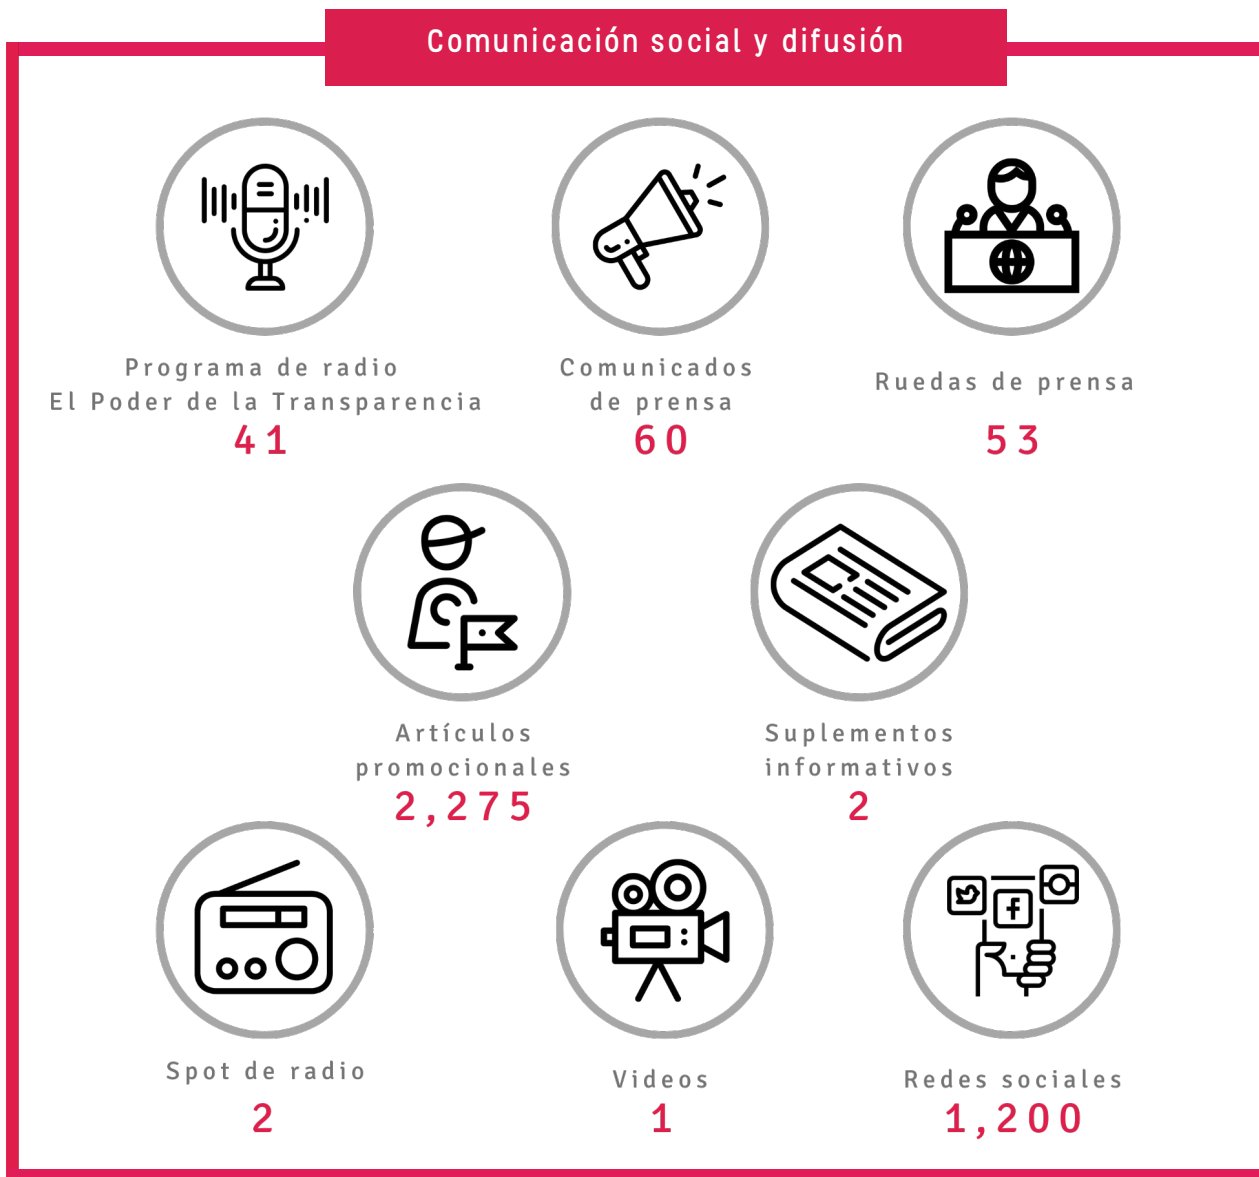 Comunicación social y difusión
Programa de radio
El Poder de la Transparencia
41
Comunicados
de prensa
60
Ruedas de prensa
53
Artículos
promocionales
2,275
Suplementos
informativos
2
Spot de radio
2
Videos
1
Redes sociales
1,200